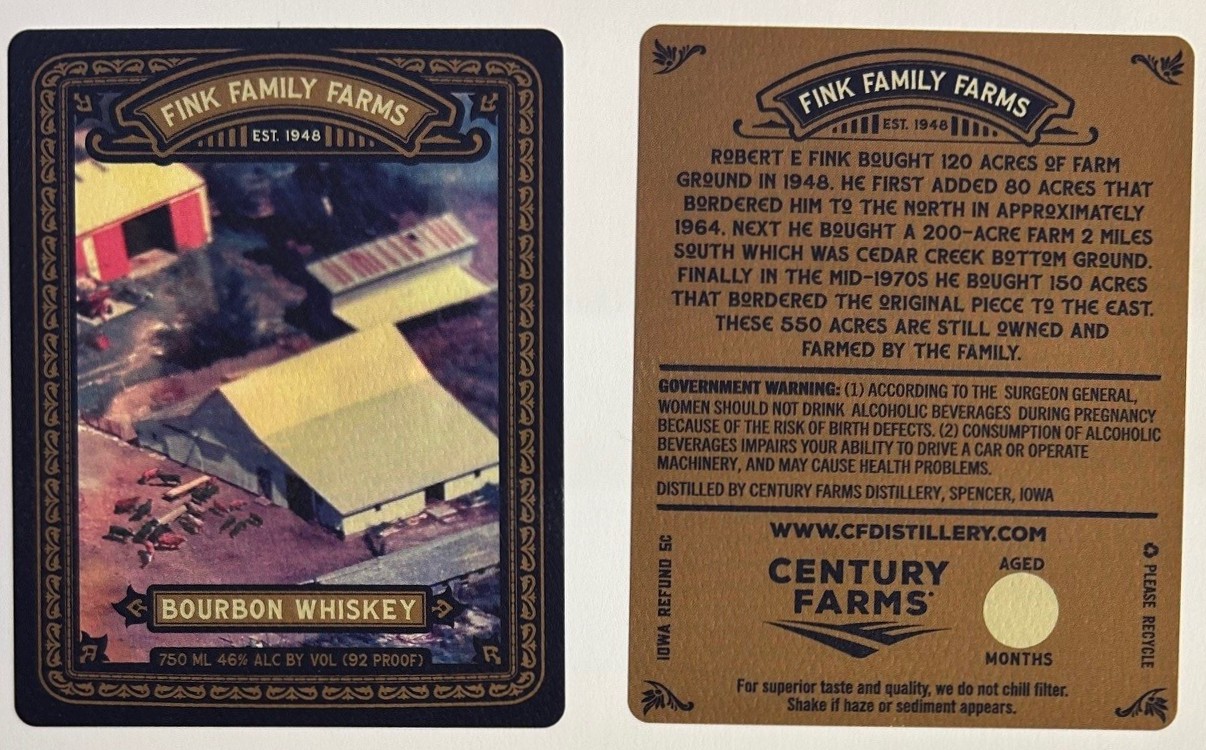 FINK FAMILY FARMS
EST. 1948
BOURBON WHISKEY
750 ML 46% ALC BY VOL (92 PROOF)
FINK FAMILY FARMS
EST. 1948
ROBERT E FINK BOUGHT 120 ACRES OF FARM
GROUND IN 1948. HE FIRST ADDED 80 ACRES THAT
BORDERED HIM TO THE NORTH IN APPROXIMATELY
1964. NEXT HE BOUGHT A 200-ACRE FARM 2 MILES
SOUTH WHICH WAS CEDAR CREEK BOTTOM GROUND.
FINALLY IN THE MID-1970S HE BOUGHT 150 ACRES
THAT BORDERED THE ORIGINAL PIECE TO THE EAST.
THESE 550 ACRES ARE STILL OWNED AND
FARMED BY THE FAMILY.
GOVERNMENT WARNING: (1) ACCORDING TO THE SURGEON GENERAL,
WOMEN SHOULD NOT DRINK ALCOHOLIC BEVERAGES DURING PREGNANCY
BECAUSE OF THE RISK OF BIRTH DEFECTS. (2) CONSUMPTION OF ALCOHOLIC
BEVERAGES IMPAIRS YOUR ABILITY TO DRIVE A CAR OR OPERATE
MACHINERY, AND MAY CAUSE HEALTH PROBLEMS.
DISTILLED BY CENTURY FARMS DISTILLERY, SPENCER, IOWA
WWW.CFDISTILLERY.COM
IOWA REFUND 5C
CENTURY
FARMS
AGED
MONTHS
PLEASE RECYCLE
For superior taste and quality, we do not chill filter.
Shake if haze or sediment appears.